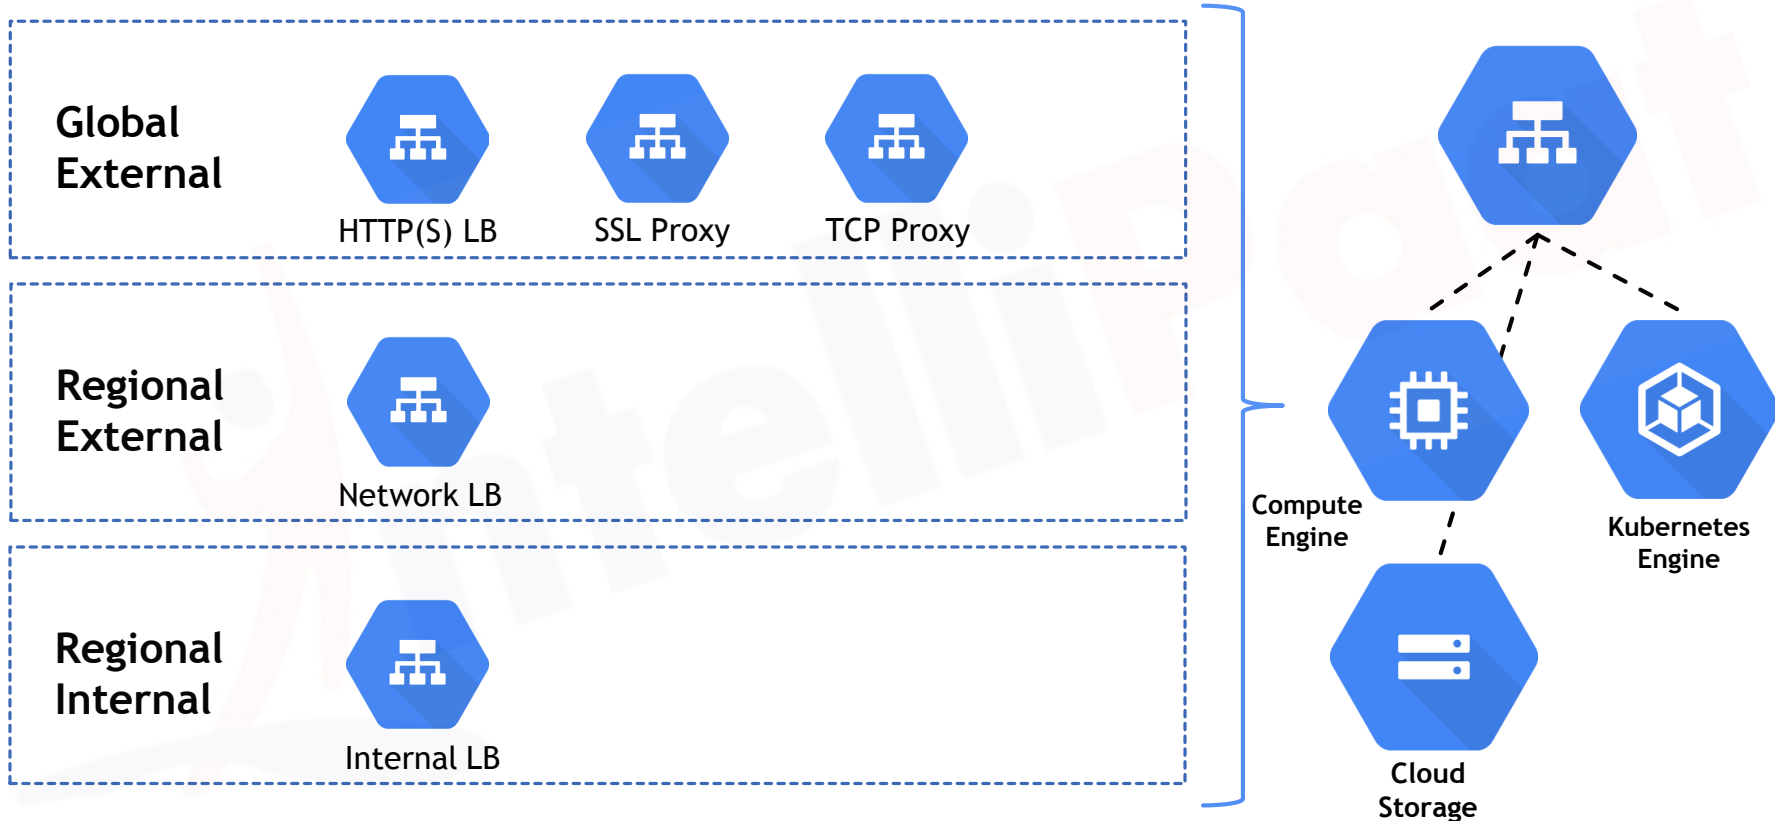 Global
External
HTTP(S) LB
SSL Proxy
TCP Proxy
Regional
External
Network LB
Regional
Internal
Internal LB
Compute
Engine
Kubernetes
Engine
Cloud
Storage
IntelliPaat